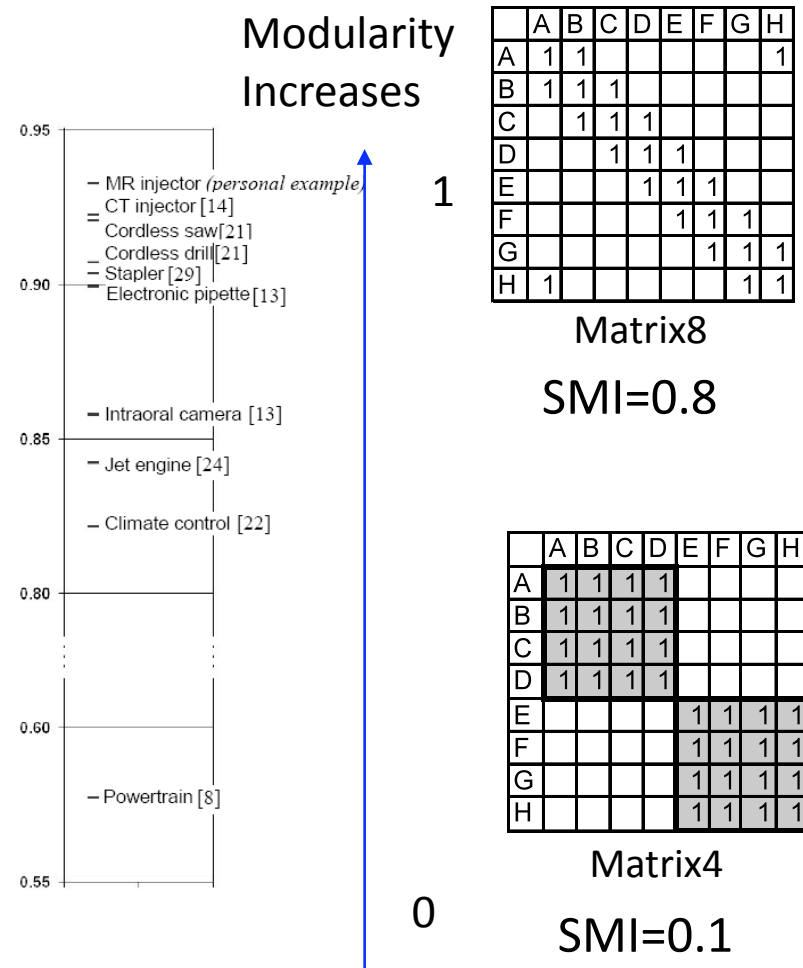 Modularity
Increases
0.95
MR injector (personal example)
CT injector [14]
Cordless saw[21]
Cordless drill[21]
Stapler [29]
0.90
Electronic pipette[13]
Intraoral camera [13]
0.85
Jet engine [24]
Climate control [22]
0.80
0.60
Powertrain [8]
0.55
1
0
A B C D E F G H
A 1 1 1
B 1 1 1
C 1 1 1
D 1 1 1
E 1 1 1
F 1 1 1
G 1 1 1
H 1 1 1
Matrix8
SMI=0.8
A B C D E F G H
A 1 1 1 1
B 1 1 1 1
C 1 1 1 1
D 1 1 1 1
E 1 1 1 1
F 1 1 1 1
G 1 1 1 1
H 1 1 1 1
Matrix4
SMI=0.1